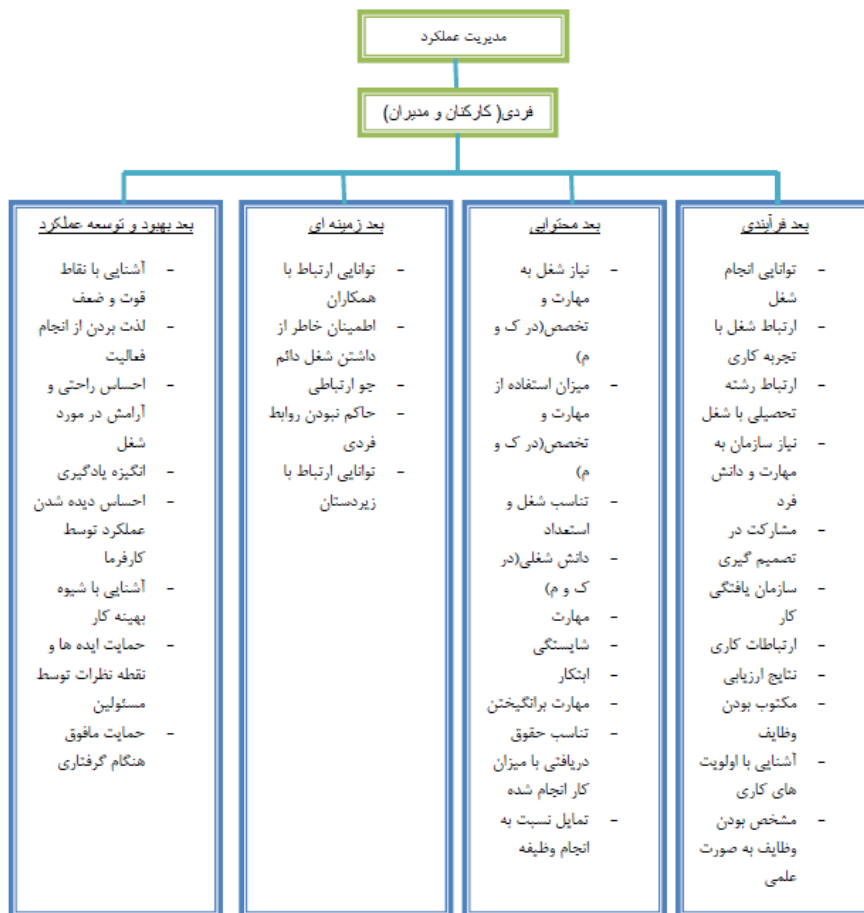 مدیریت عملکرد
فردی( کارکنان و مدیران)
بعد فرآیندی
- توانایی انجام
شغل
- ارتباط شغل با
تجربه کاری
- ارتباط رشته
تحصیلی با شغل
- نیاز سازمان به
مهارت و دانش
فرد
- مشارکت در
تصمیم گیری
- سازمان یافتگی
کار
- ارتباطات کاری
- نتایج ارزیابی
- مکتوب بودن
وظایف
- آشنایی با اولویت
های کاری
- مشخص بودن
وظایف به صورت
علمی
بعد محتوایی
- نیاز شغل به
مهارت و
تخصص(در ک و
م)
- میزان استفاده از
مهارت و
تخصص(در ک و
م)
- تناسب شغل و
استعداد
- دانش شغلی(در
ک و م)
- مهارت
- شایستگی
- ابتکار
- مهارت برانگیختن
- تناسب حقوق
دریافتی با میزان
کار انجام شده
- تمایل نسبت به
انجام وظیفه
بعد زمینه ای
- توانایی ارتباط با
همکاران
- اطمینان خاطر از
داشتن شغل دائم
- جو ارتباطی
- حاکم نبودن روابط
فردی
- توانایی ارتباط با
زیردستان
بعد بهبود و توسعه عملکرد
- آشنایی با نقاط
قوت و ضعف
- لذت بردن از انجام
فعالیت
- احساس راحتی و
آرامش در مورد
شغل
- انگیزه یادگیری
- احساس دیده شدن
عملکرد توسط
کارفرما
- آشنایی با شیوه
بهینه کار
- حمایت ایده ها و
نقطه نظرات توسط
مسئولین
- حمایت مافوق
هنگام گرفتاری